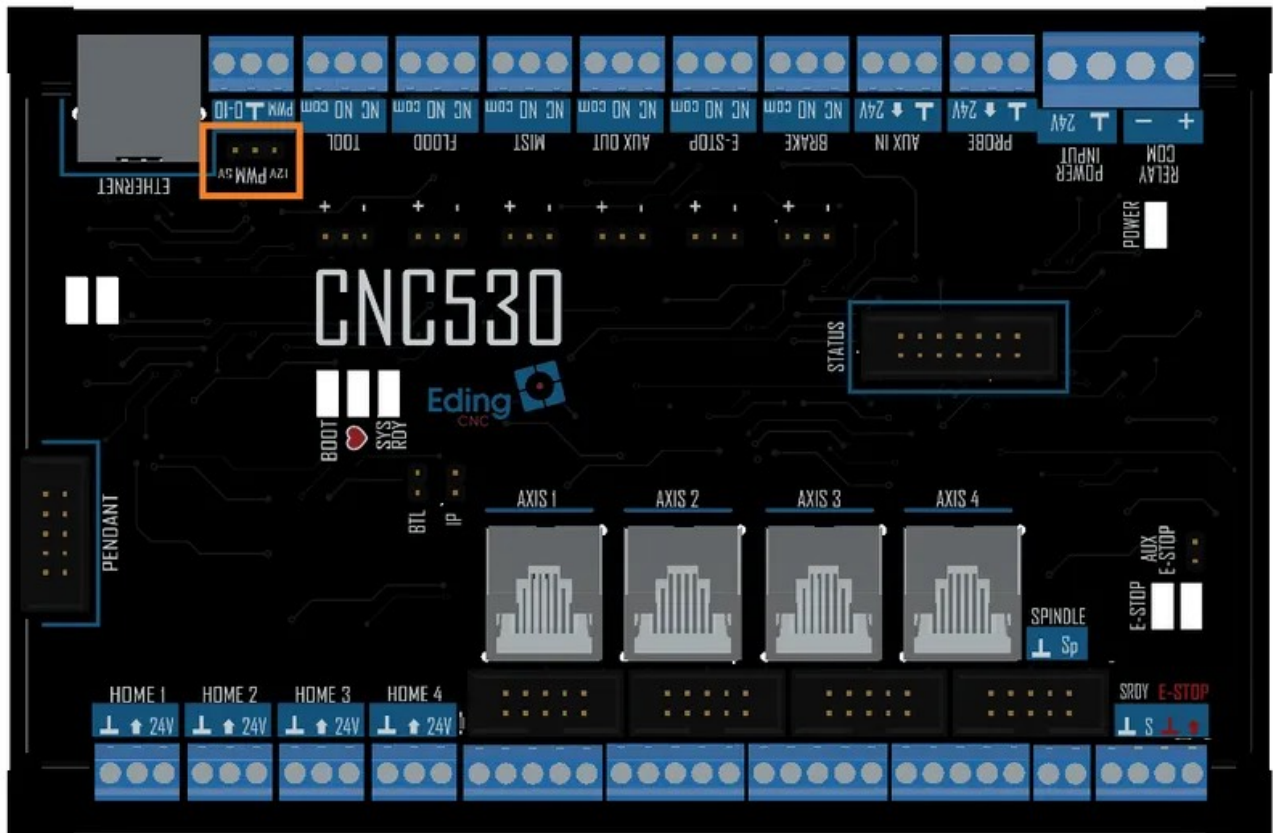 0-10 ⊥ PWM
com NO NC
com NO NC
com NO NC
com NO NC
com NO NC
com NO NC
24V ⬆ ⊥
24V ⬆ ⊥
24V ⊥
- +
TOOL
FLOOD
MIST
AUX OUT
E-STOP
BRAKE
AUX IN
PROBE
POWER INPUT
RELAY COM
ETHERNET
5V PWM 12V
+ -
+ -
+ -
+ -
+ -
+ -
POWER
CNC530
STATUS
Eding
CNC
BOOT
SYS RDY
BTL
IP
PENDANT
AXIS 1
AXIS 2
AXIS 3
AXIS 4
AUX E-STOP
E-STOP
SPINDLE
⊥ Sp
HOME 1
HOME 2
HOME 3
HOME 4
⊥ ⬆ 24V
⊥ ⬆ 24V
⊥ ⬆ 24V
⊥ ⬆ 24V
SRDY E-STOP
⊥ S ⊥ ⬆